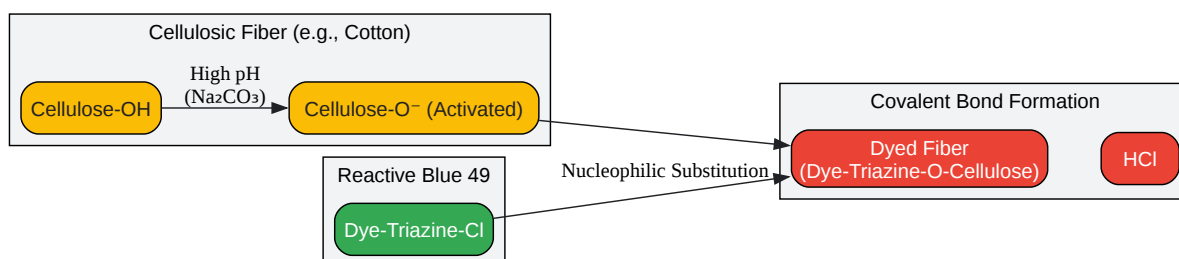 Cellulosic Fiber (e.g., Cotton)
Cellulose-OH
High pH
(Na₂CO₃)
Cellulose-O⁻ (Activated)
Reactive Blue 49
Dye-Triazine-Cl
Nucleophilic Substitution
Covalent Bond Formation
Dyed Fiber
(Dye-Triazine-O-Cellulose)
HCl